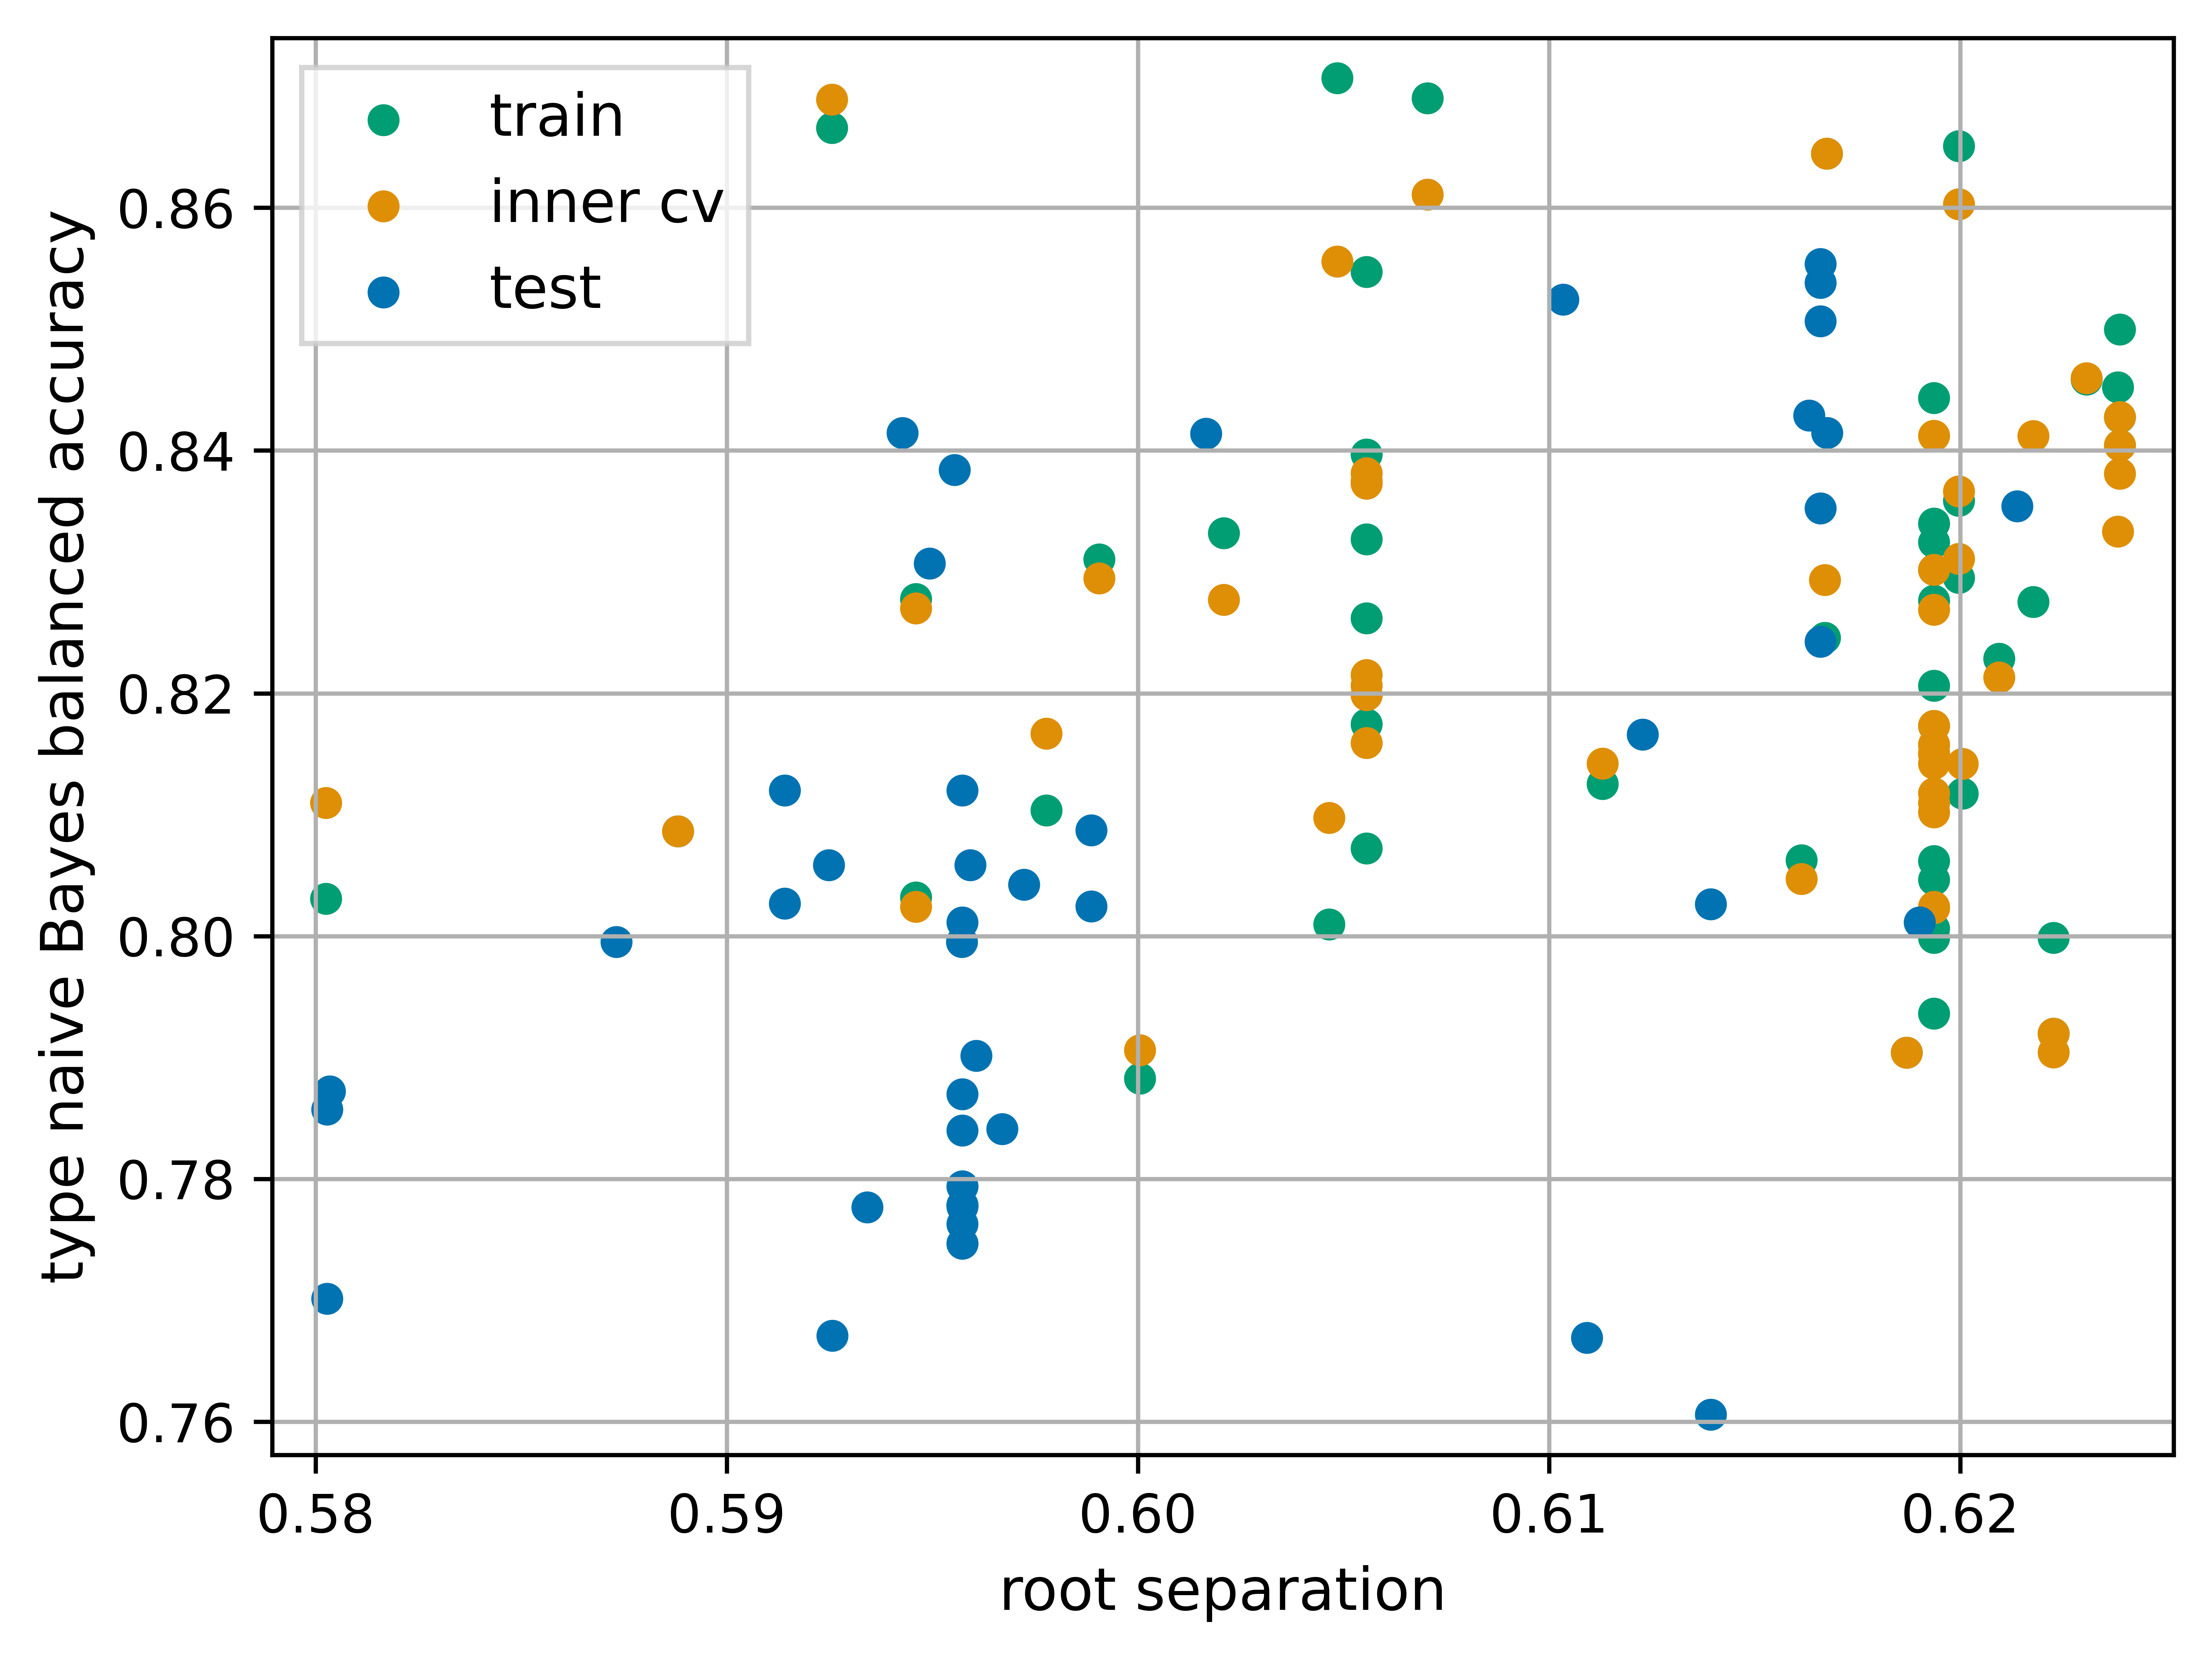 train
inner cv
test
0.86
0.84
0.82
0.80
0.78
0.76
type naive Bayes balanced accuracy
0.58 0.59 0.60 0.61 0.62
root separation